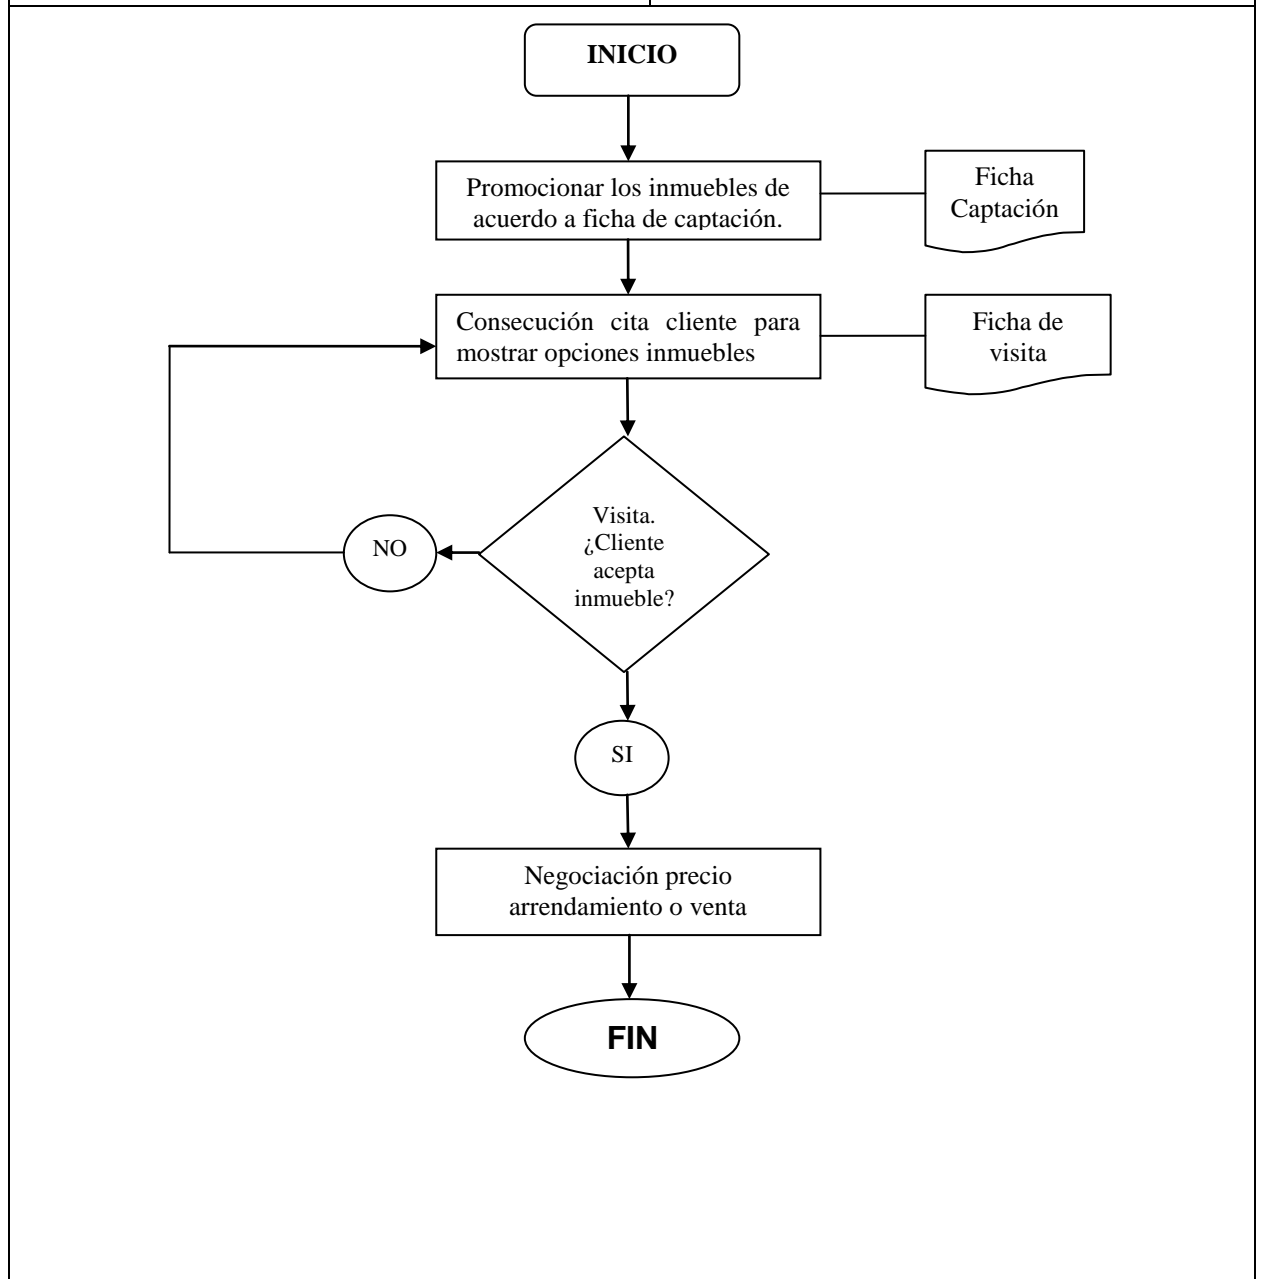 INICIO
Promocionar los inmuebles de
acuerdo a ficha de captación.
Ficha
Captación
Consecución cita cliente para
mostrar opciones inmuebles
Ficha de
visita
Visita.
¿Cliente
acepta
inmueble?
NO
SI
Negociación precio
arrendamiento o venta
FIN